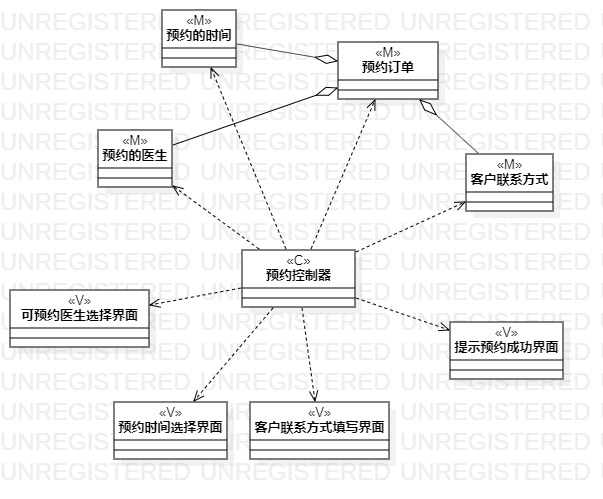 «M»
预约的时间
«M»
预约订单
«M»
预约的医生
«M»
客户联系方式
«C»
预约控制器
«V»
可预约医生选择界面
«V»
提示预约成功界面
«V»
预约时间选择界面
«V»
客户联系方式填写界面
UNREGISTERED